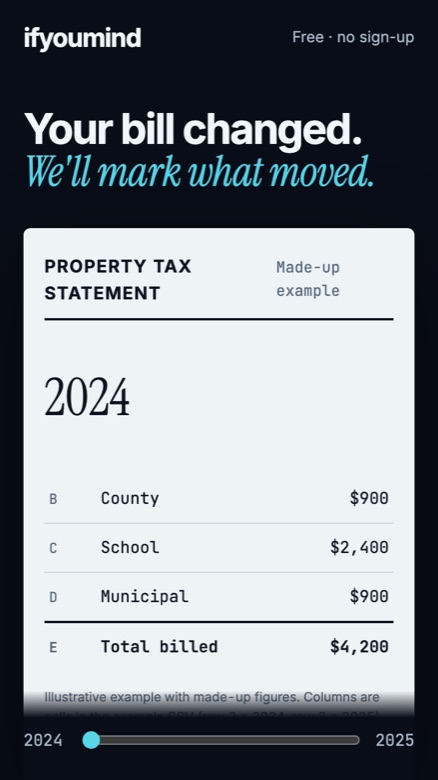 ifyoumind
Free · no sign-up
Your bill changed.
We'll mark what moved.
PROPERTY TAX
STATEMENT
Made-up
example
2024
B County $900
C School $2,400
D Municipal $900
E Total billed $4,200
Illustrative example with made-up figures. Columns are
2024 2025